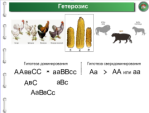 Гетерозис
Гипотеза доминирования
Гипотеза сверхдоминирования
ААввСС • ааВВсс
Аа > АА или аа
АвС
аВс
АаВвСс